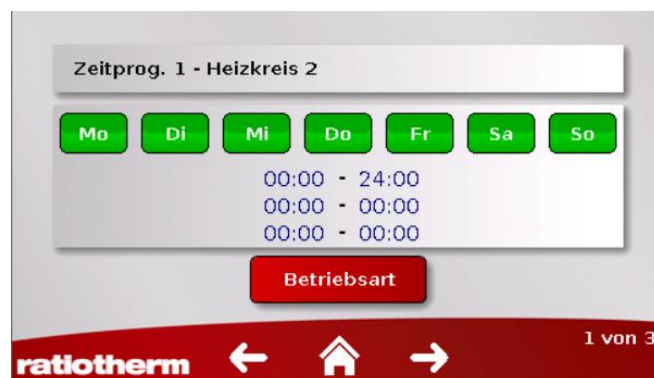 Zeitprog. 1 - Heizkreis 2
Mo Di Mi Do Fr Sa So
00:00 - 24:00
00:00 - 00:00
00:00 - 00:00
Betriebsart
1 von 3
ratiotherm